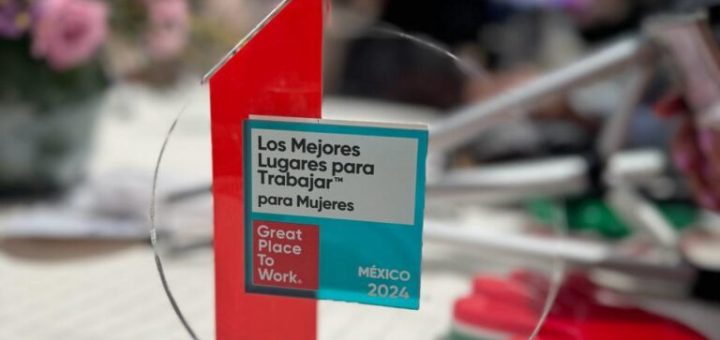 Los Mejores
Lugares para
Trabajar™
para Mujeres
Great
Place
To
Work®
MÉXICO
2024